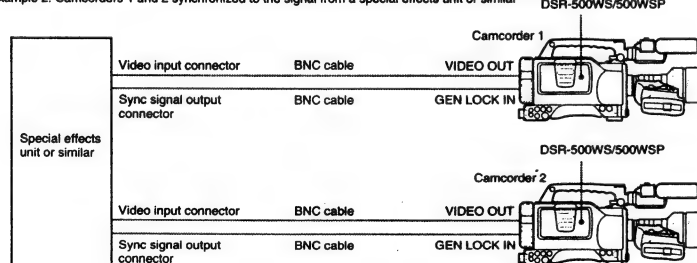 Example 2: Camcorders 1 and 2 synchronized to the signal from a special effects unit or similar
DSR-500WS/500WSP
Camcorder 1
Video input connector BNC cable VIDEO OUT
Sync signal output connector BNC cable GEN LOCK IN
Special effects
unit or similar
DSR-500WS/500WSP
Camcorder 2
Video input connector BNC cable VIDEO OUT
Sync signal output connector BNC cable GEN LOCK IN